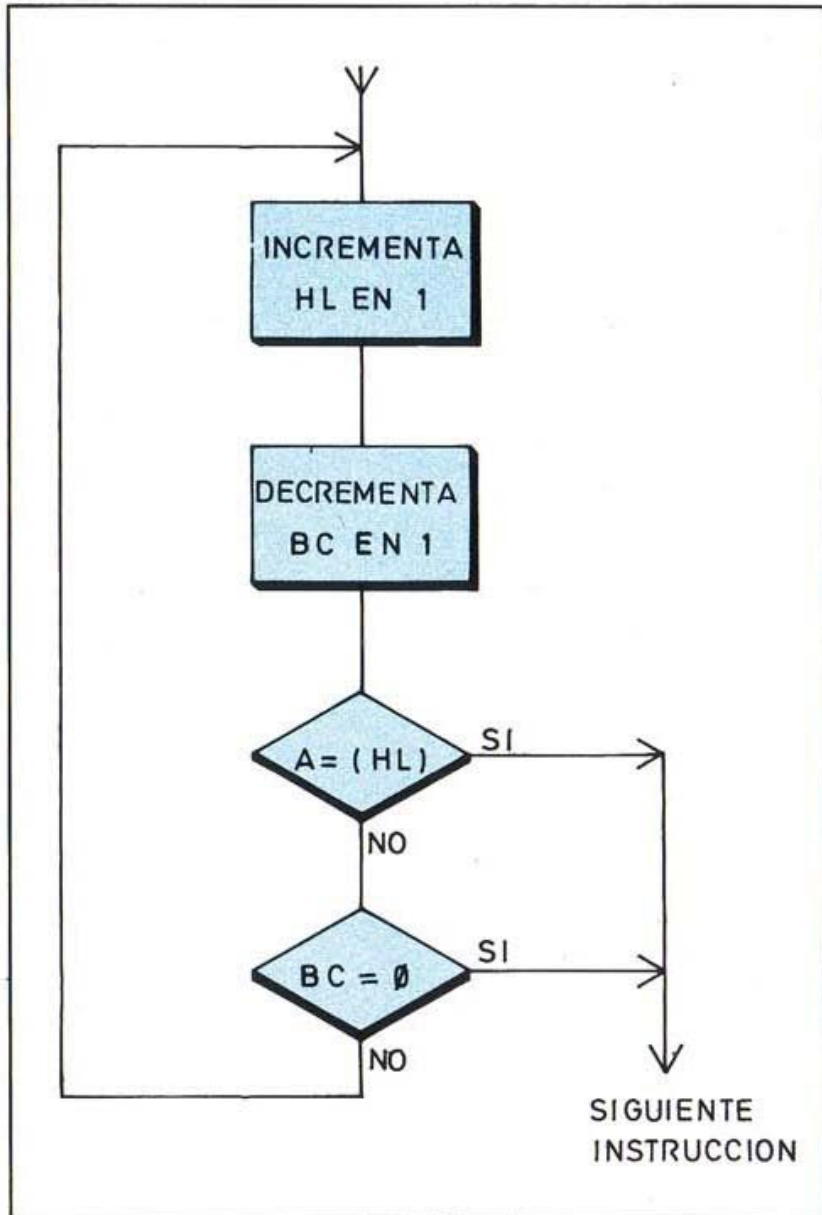 INCREMENTA
HL EN 1
DECREMENTA
BC EN 1
A=(HL)
SI
NO
BC = Ø
SI
NO
SIGUIENTE
INSTRUCCION